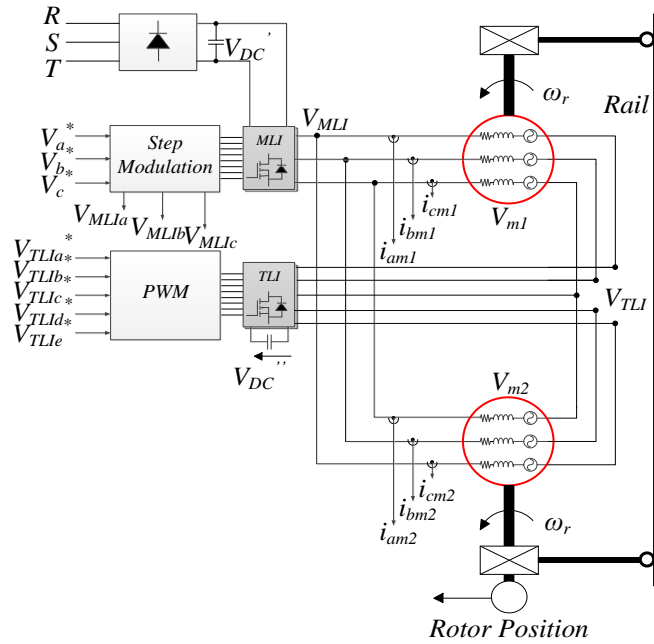 R
S
T
V_DC'
ω_r
Rail
V_a*
V_b*
V_c*
Step
Modulation
MLI
V_MLI
V_MLIa
V_MLIb
V_MLIc
i_am1
i_bm1
i_cm1
V_m1
V_TLIa*
V_TLIb*
V_TLIc*
V_TLId*
V_TLIe*
PWM
TLI
V_DC''
V_TLI
V_m2
i_am2
i_bm2
i_cm2
ω_r
Rotor Position